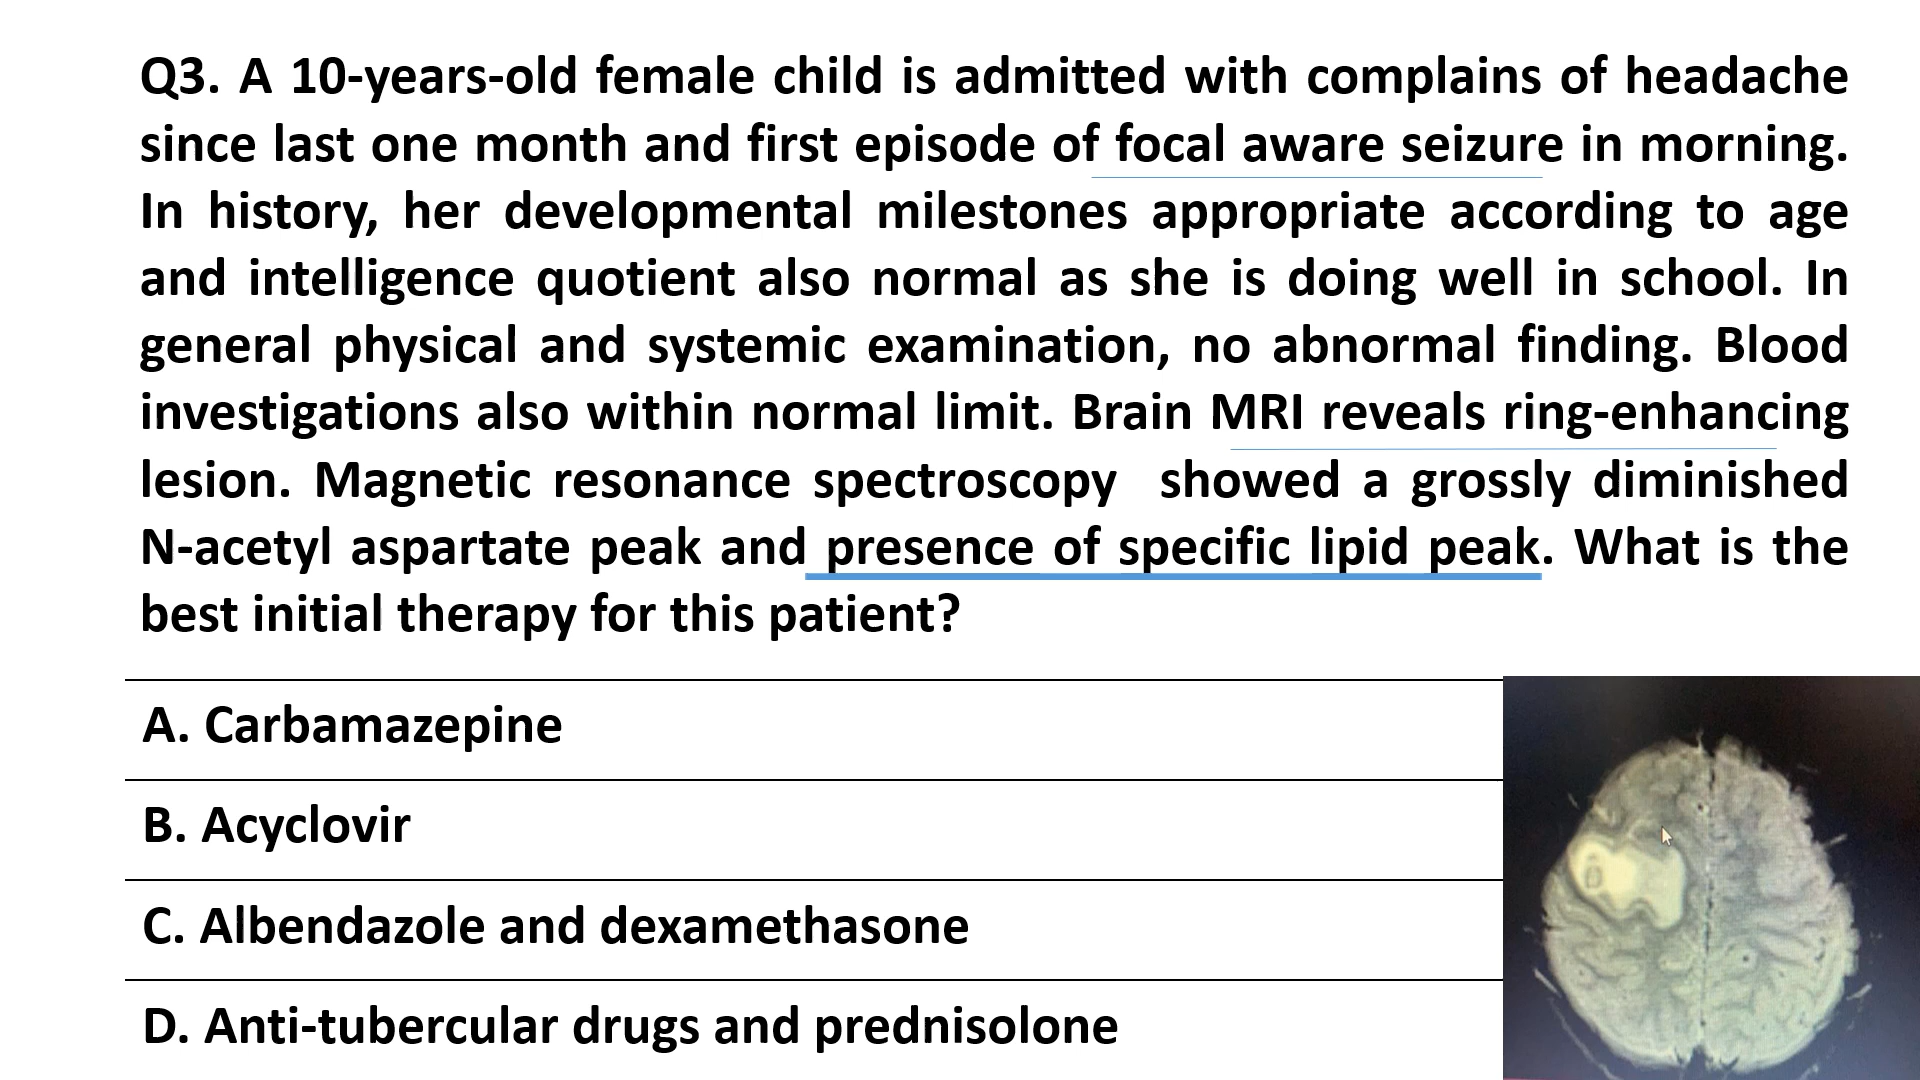 Q3. A 10-years-old female child is admitted with complains of headache
since last one month and first episode of focal aware seizure in morning.
In history, her developmental milestones appropriate according to age
and intelligence quotient also normal as she is doing well in school. In
general physical and systemic examination, no abnormal finding. Blood
investigations also within normal limit. Brain MRI reveals ring-enhancing
lesion. Magnetic resonance spectroscopy showed a grossly diminished
N-acetyl aspartate peak and presence of specific lipid peak. What is the
best initial therapy for this patient?
A. Carbamazepine
B. Acyclovir
C. Albendazole and dexamethasone
D. Anti-tubercular drugs and prednisolone